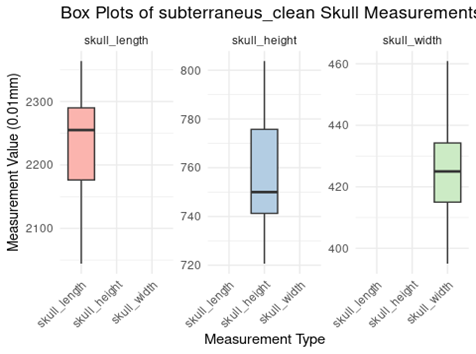 Box Plots of subterraneus_clean Skull Measurements
skull_length
skull_height
skull_width
Measurement Value (0.01mm)
2300
2200
2100
800
780
760
740
720
460
440
420
400
skull_length
skull_height
skull_width
skull_length
skull_height
skull_width
skull_length
skull_height
skull_width
Measurement Type